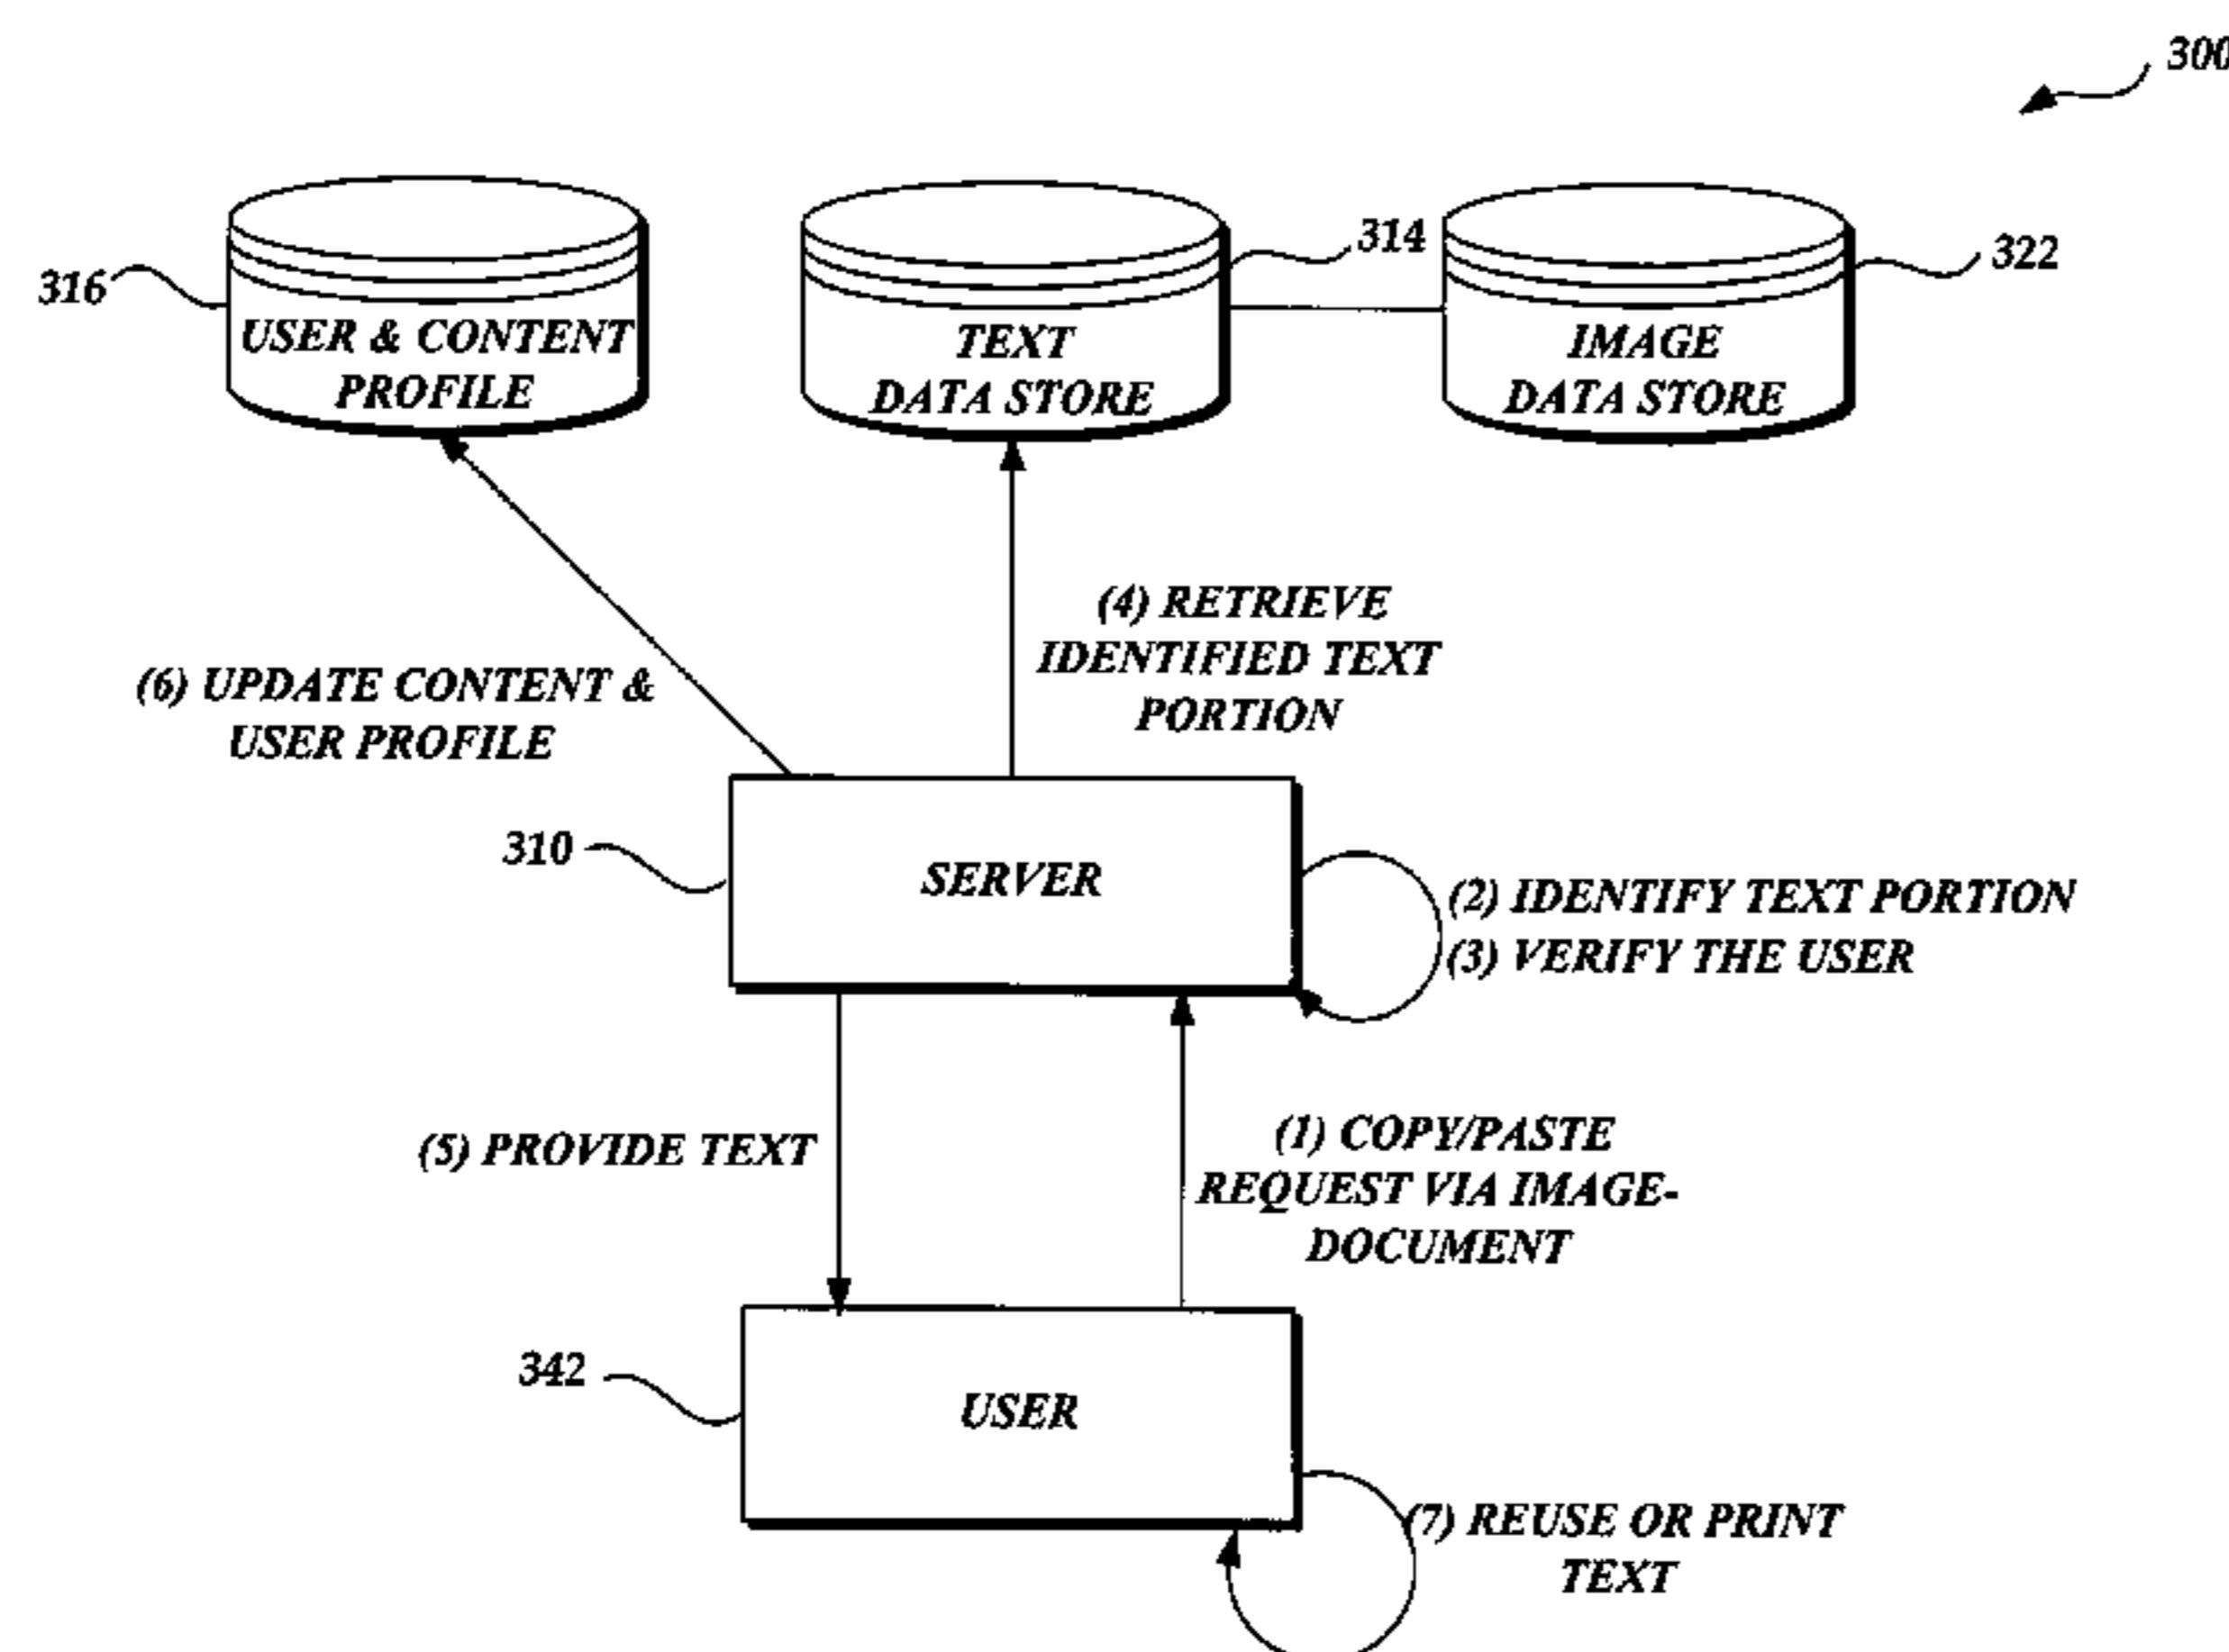 300
316
USER & CONTENT
PROFILE
TEXT
DATA STORE
314
IMAGE
DATA STORE
322
(6) UPDATE CONTENT &
USER PROFILE
(4) RETRIEVE
IDENTIFIED TEXT
PORTION
310
SERVER
(2) IDENTIFY TEXT PORTION
(3) VERIFY THE USER
(5) PROVIDE TEXT
(1) COPY/PASTE
REQUEST VIA IMAGE-
DOCUMENT
342
USER
(7) REUSE OR PRINT
TEXT